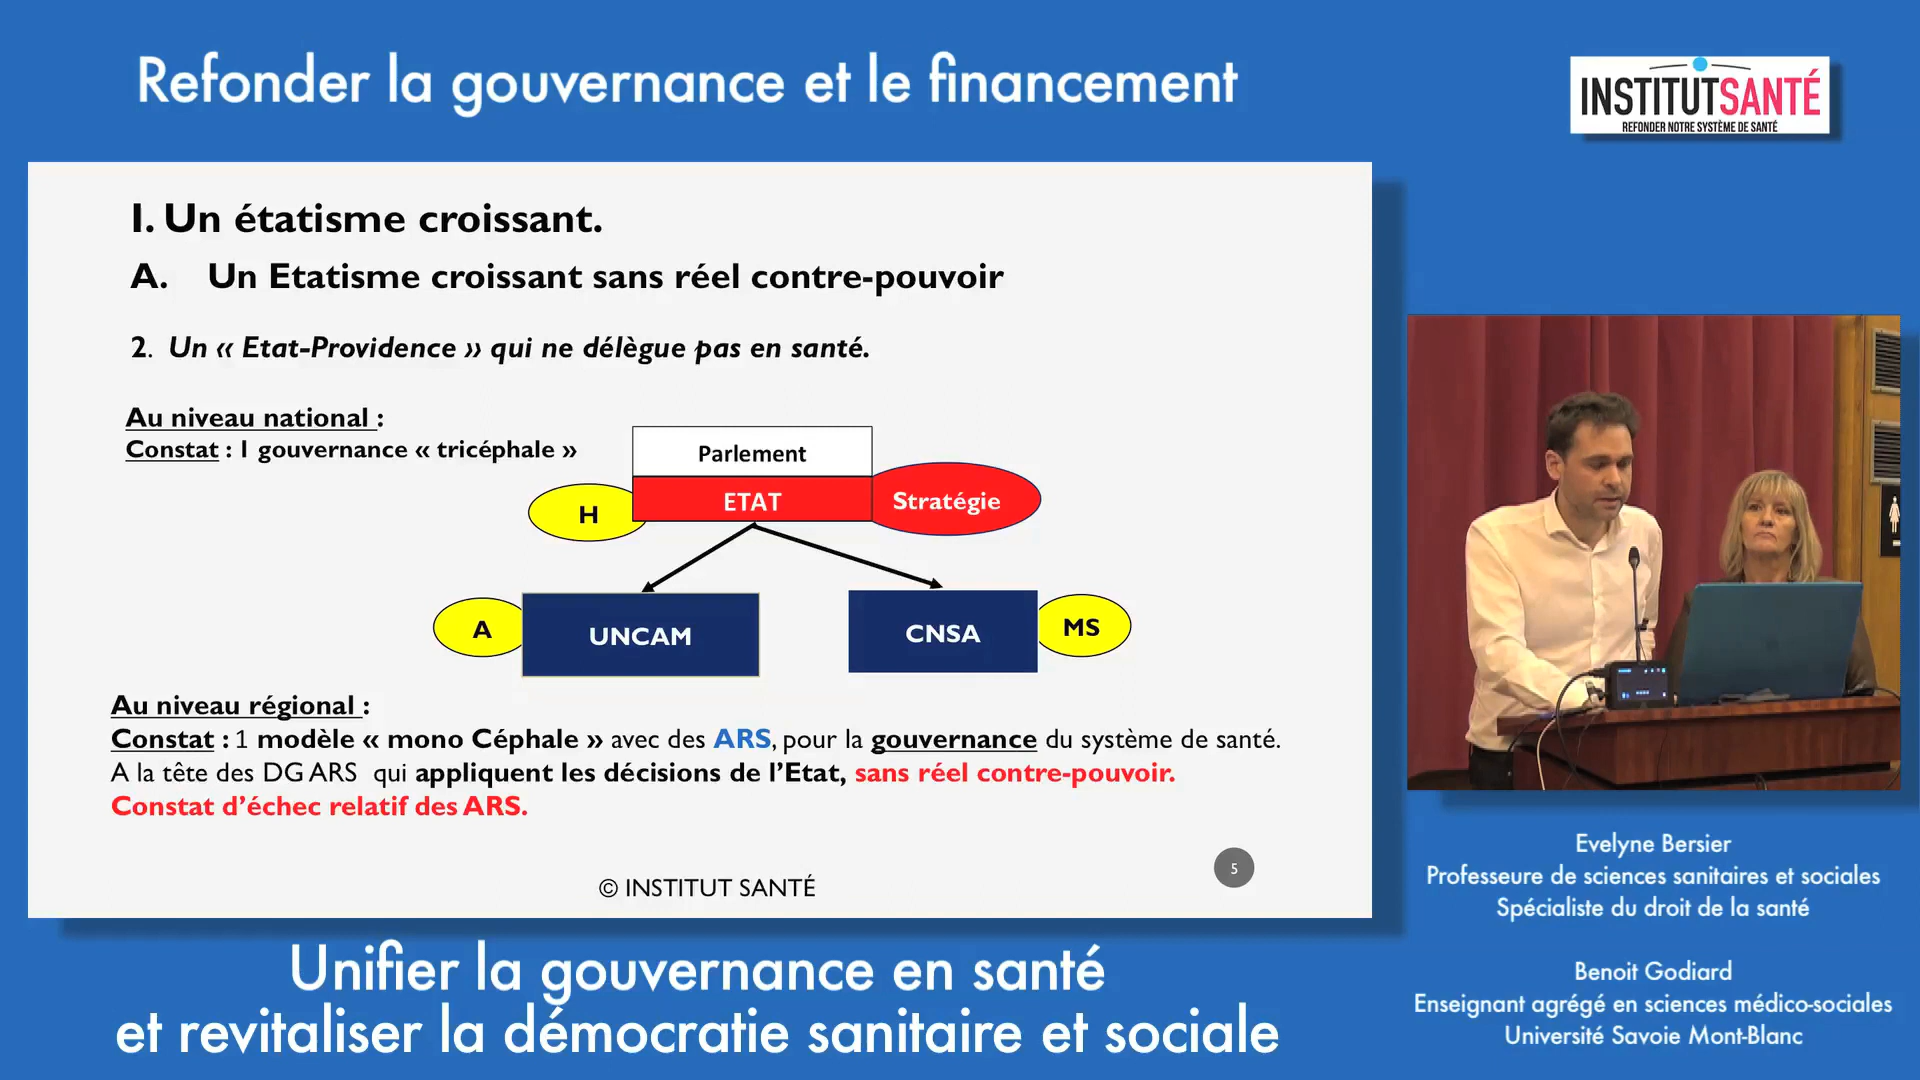 Refonder la gouvernance et le financement
INSTITUTSANTÉ
REFONDER NOTRE SYSTÈME DE SANTÉ
I. Un étatisme croissant.
A. Un Etatisme croissant sans réel contre-pouvoir
2. Un « Etat-Providence » qui ne délègue pas en santé.
Au niveau national :
Constat : 1 gouvernance « tricéphale »
Parlement
H
ETAT
Stratégie
A
UNCAM
CNSA
MS
Au niveau régional :
Constat : 1 modèle « mono Céphale » avec des ARS, pour la gouvernance du système de santé.
A la tête des DG ARS qui appliquent les décisions de l’Etat, sans réel contre-pouvoir.
Constat d’échec relatif des ARS.
5
© INSTITUT SANTÉ
Evelyne Bersier
Professeure de sciences sanitaires et sociales
Spécialiste du droit de la santé
Benoit Godiard
Enseignant agrégé en sciences médico-sociales
Université Savoie Mont-Blanc
Unifier la gouvernance en santé
et revitaliser la démocratie sanitaire et sociale